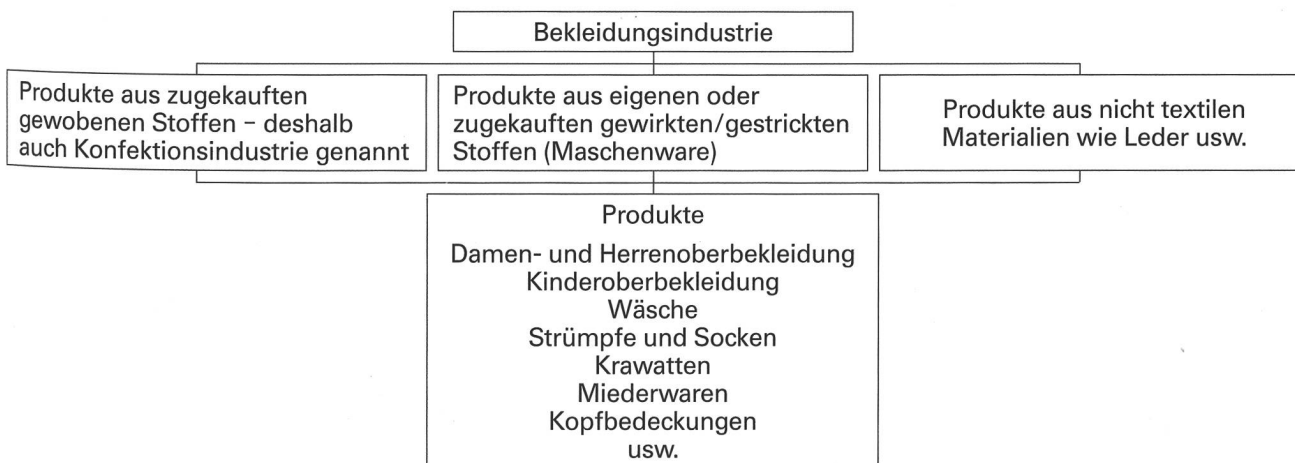 Bekleidungsindustrie
Produkte aus zugekauften
gewobenen Stoffen – deshalb
auch Konfektionsindustrie genannt
Produkte aus eigenen oder
zugekauften gewirkten/gestrickten
Stoffen (Maschenware)
Produkte aus nicht textilen
Materialien wie Leder usw.
Produkte
Damen- und Herrenoberbekleidung
Kinderoberbekleidung
Wäsche
Strümpfe und Socken
Krawatten
Miederwaren
Kopfbedeckungen
usw.